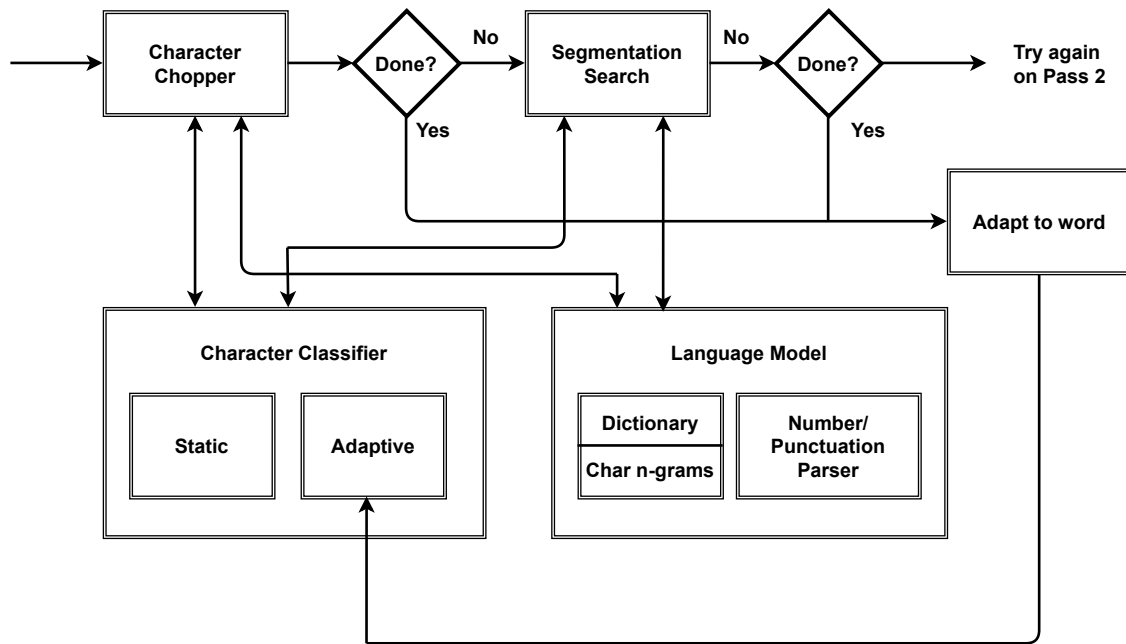 Character
Chopper
Done?
No
Yes
Segmentation
Search
No
Done?
Yes
Try again
on Pass 2
Adapt to word
Character Classifier
Static
Adaptive
Language Model
Dictionary
Char n-grams
Number/
Punctuation
Parser